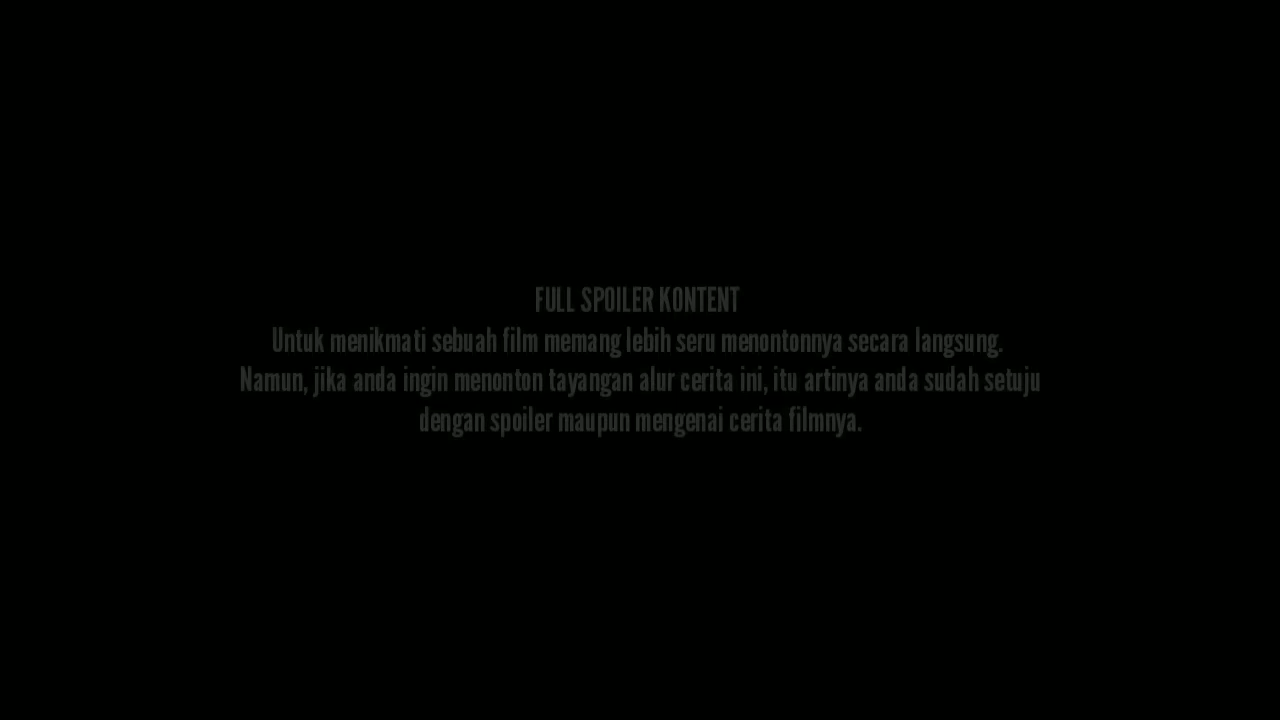 FULL SPOILER KONTENT
Untuk menikmati sebuah film memang lebih seru menontonnya secara langsung.
Namun, jika anda ingin menonton tayangan alur cerita ini, itu artinya anda sudah setuju
dengan spoiler maupun mengenai cerita filmnya.